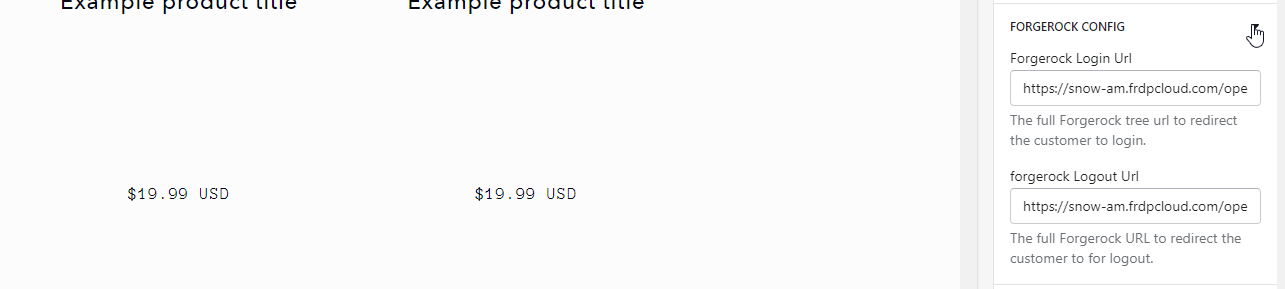 Example product title
Example product title
$19.99 USD
$19.99 USD
FORGEROCK CONFIG
Forgerock Login Url
https://snow-am.frdpcloud.com/ope
The full Forgerock tree url to redirect
the customer to login.
forgerock Logout Url
https://snow-am.frdpcloud.com/ope
The full Forgerock URL to redirect the
customer to for logout.